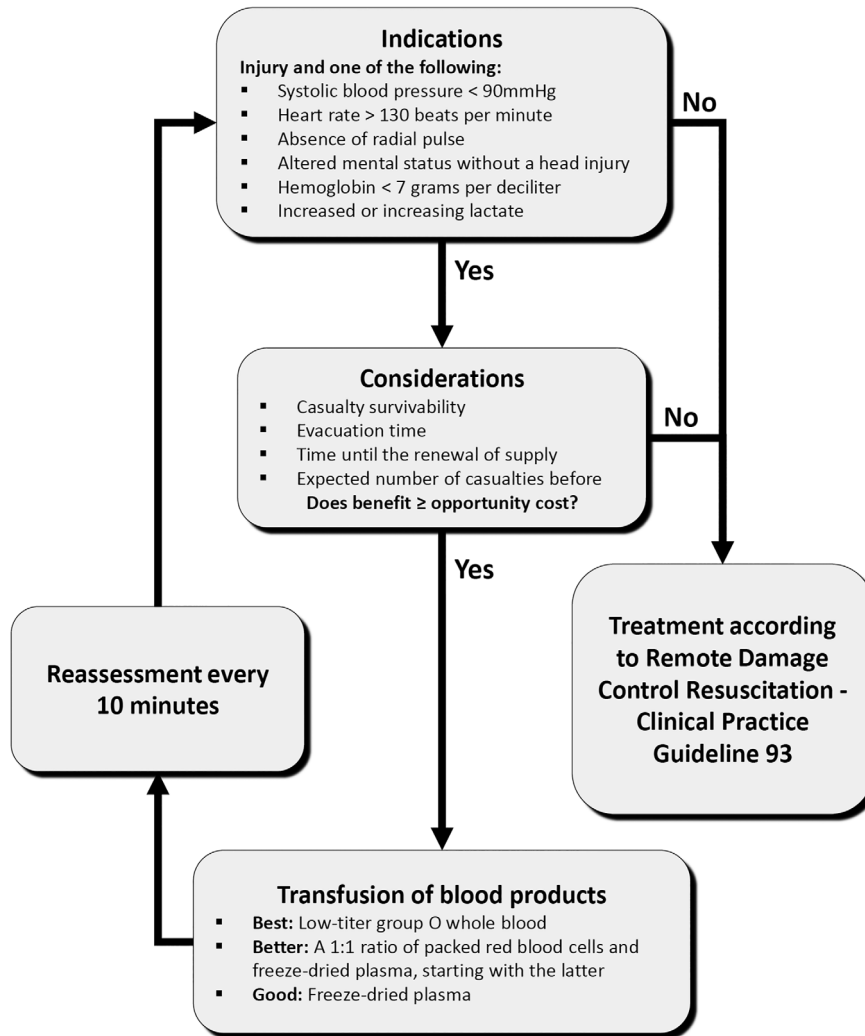 Indications
Injury and one of the following:
▪ Systolic blood pressure < 90mmHg
▪ Heart rate > 130 beats per minute
▪ Absence of radial pulse
▪ Altered mental status without a head injury
▪ Hemoglobin < 7 grams per deciliter
▪ Increased or increasing lactate
No
Yes
Considerations
▪ Casualty survivability
▪ Evacuation time
▪ Time until the renewal of supply
▪ Expected number of casualties before
Does benefit ≥ opportunity cost?
No
Yes
Treatment according
to Remote Damage
Control Resuscitation -
Clinical Practice
Guideline 93
Reassessment every
10 minutes
Transfusion of blood products
▪ Best: Low-titer group O whole blood
▪ Better: A 1:1 ratio of packed red blood cells and
freeze-dried plasma, starting with the latter
▪ Good: Freeze-dried plasma